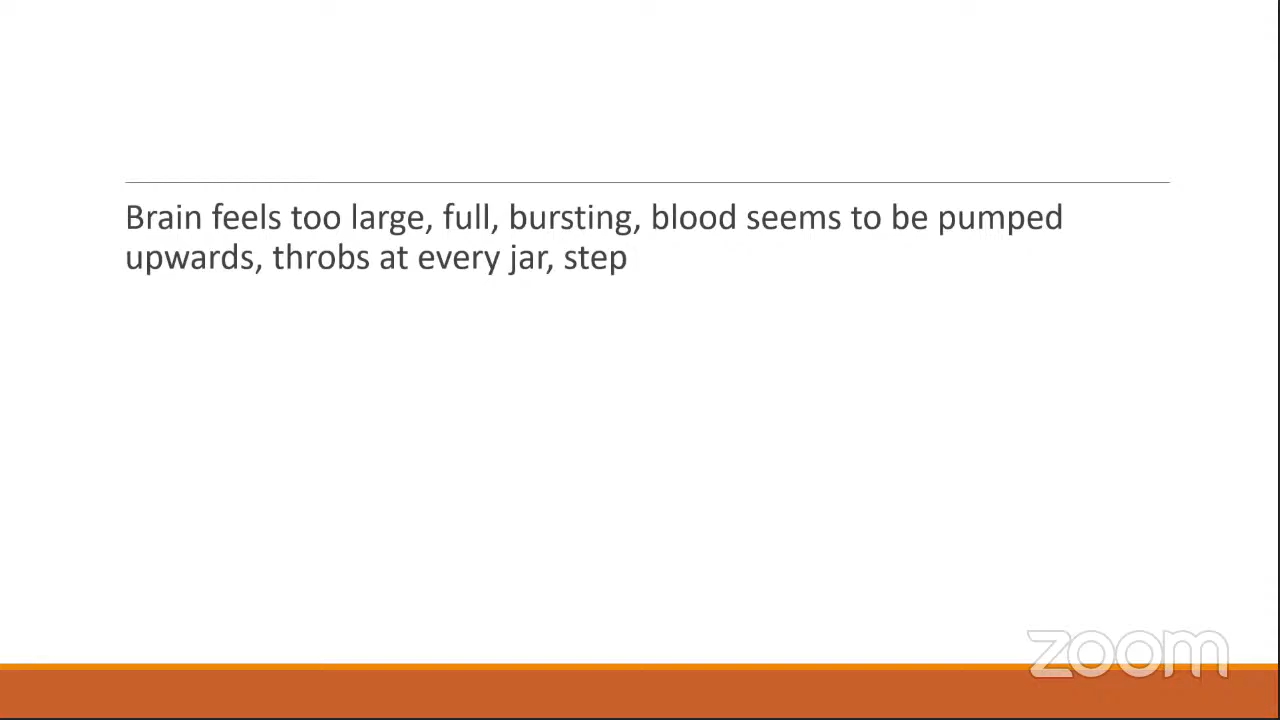 Brain feels too large, full, bursting, blood seems to be pumped
upwards, throbs at every jar, step
zoom